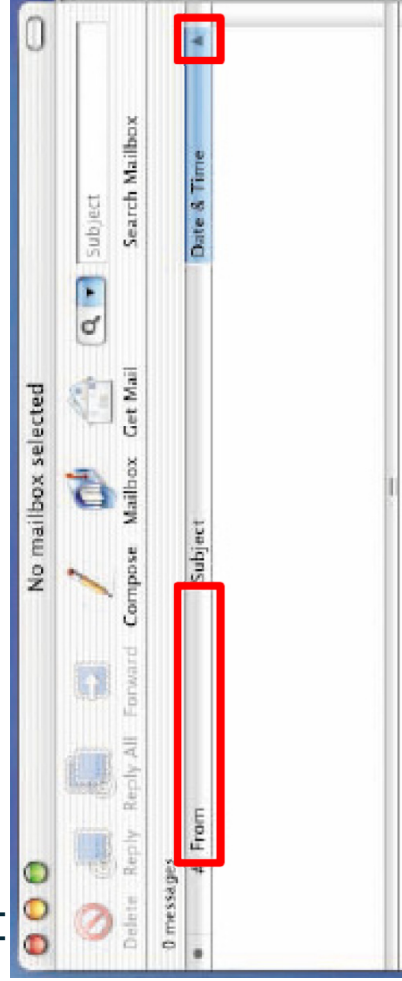 No mailbox selected
Subject
Delete Reply Reply All Forward Compose Mailbox Get Mail Search Mailbox
0 messages
# From Subject Date & Time